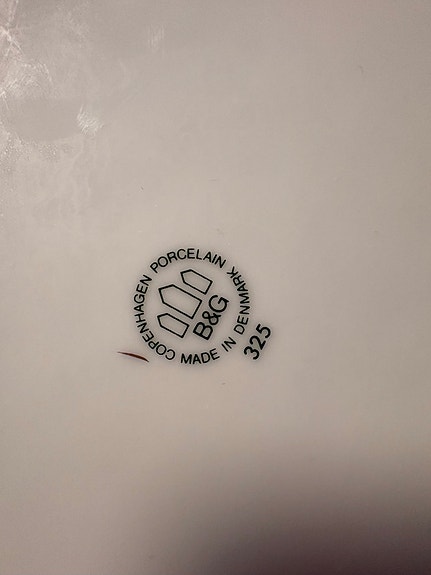 COPENHAGEN PORCELAIN
B&G
MADE IN DENMARK
325